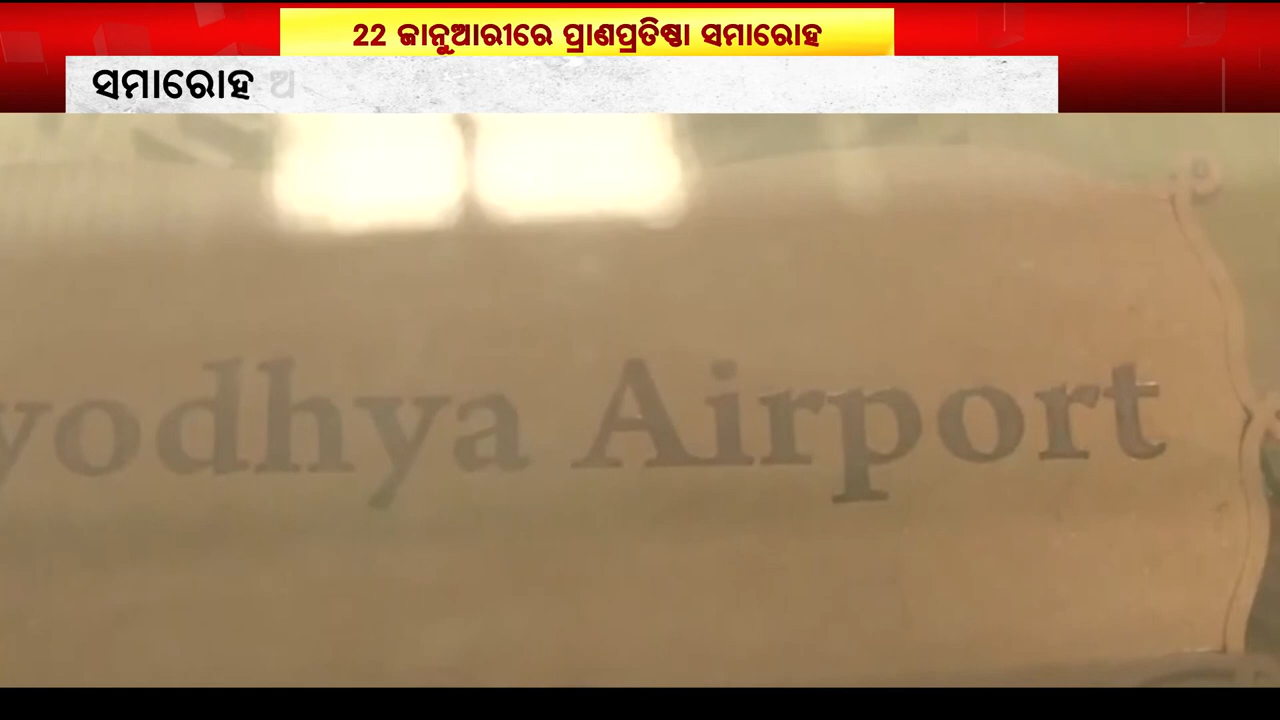 22 ଜାନୁଆରୀରେ ପ୍ରାଣପ୍ରତିଷ୍ଠା ସମାରୋହ
ସମାରୋହ ଅ
yodhya Airport